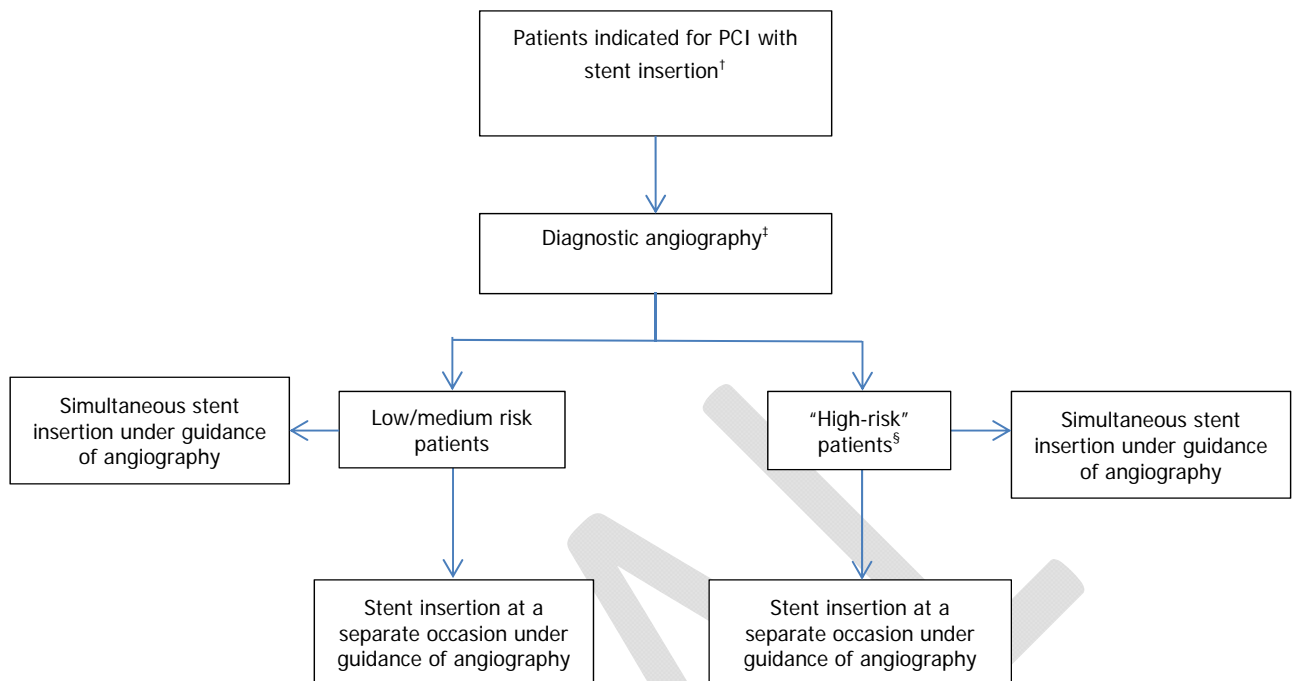 Patients indicated for PCI with
stent insertion†
Diagnostic angiography‡
Simultaneous stent
insertion under guidance
of angiography
Low/medium risk
patients
“High-risk”
patients§
Simultaneous stent
insertion under guidance
of angiography
Stent insertion at a
separate occasion under
guidance of angiography
Stent insertion at a
separate occasion under
guidance of angiography